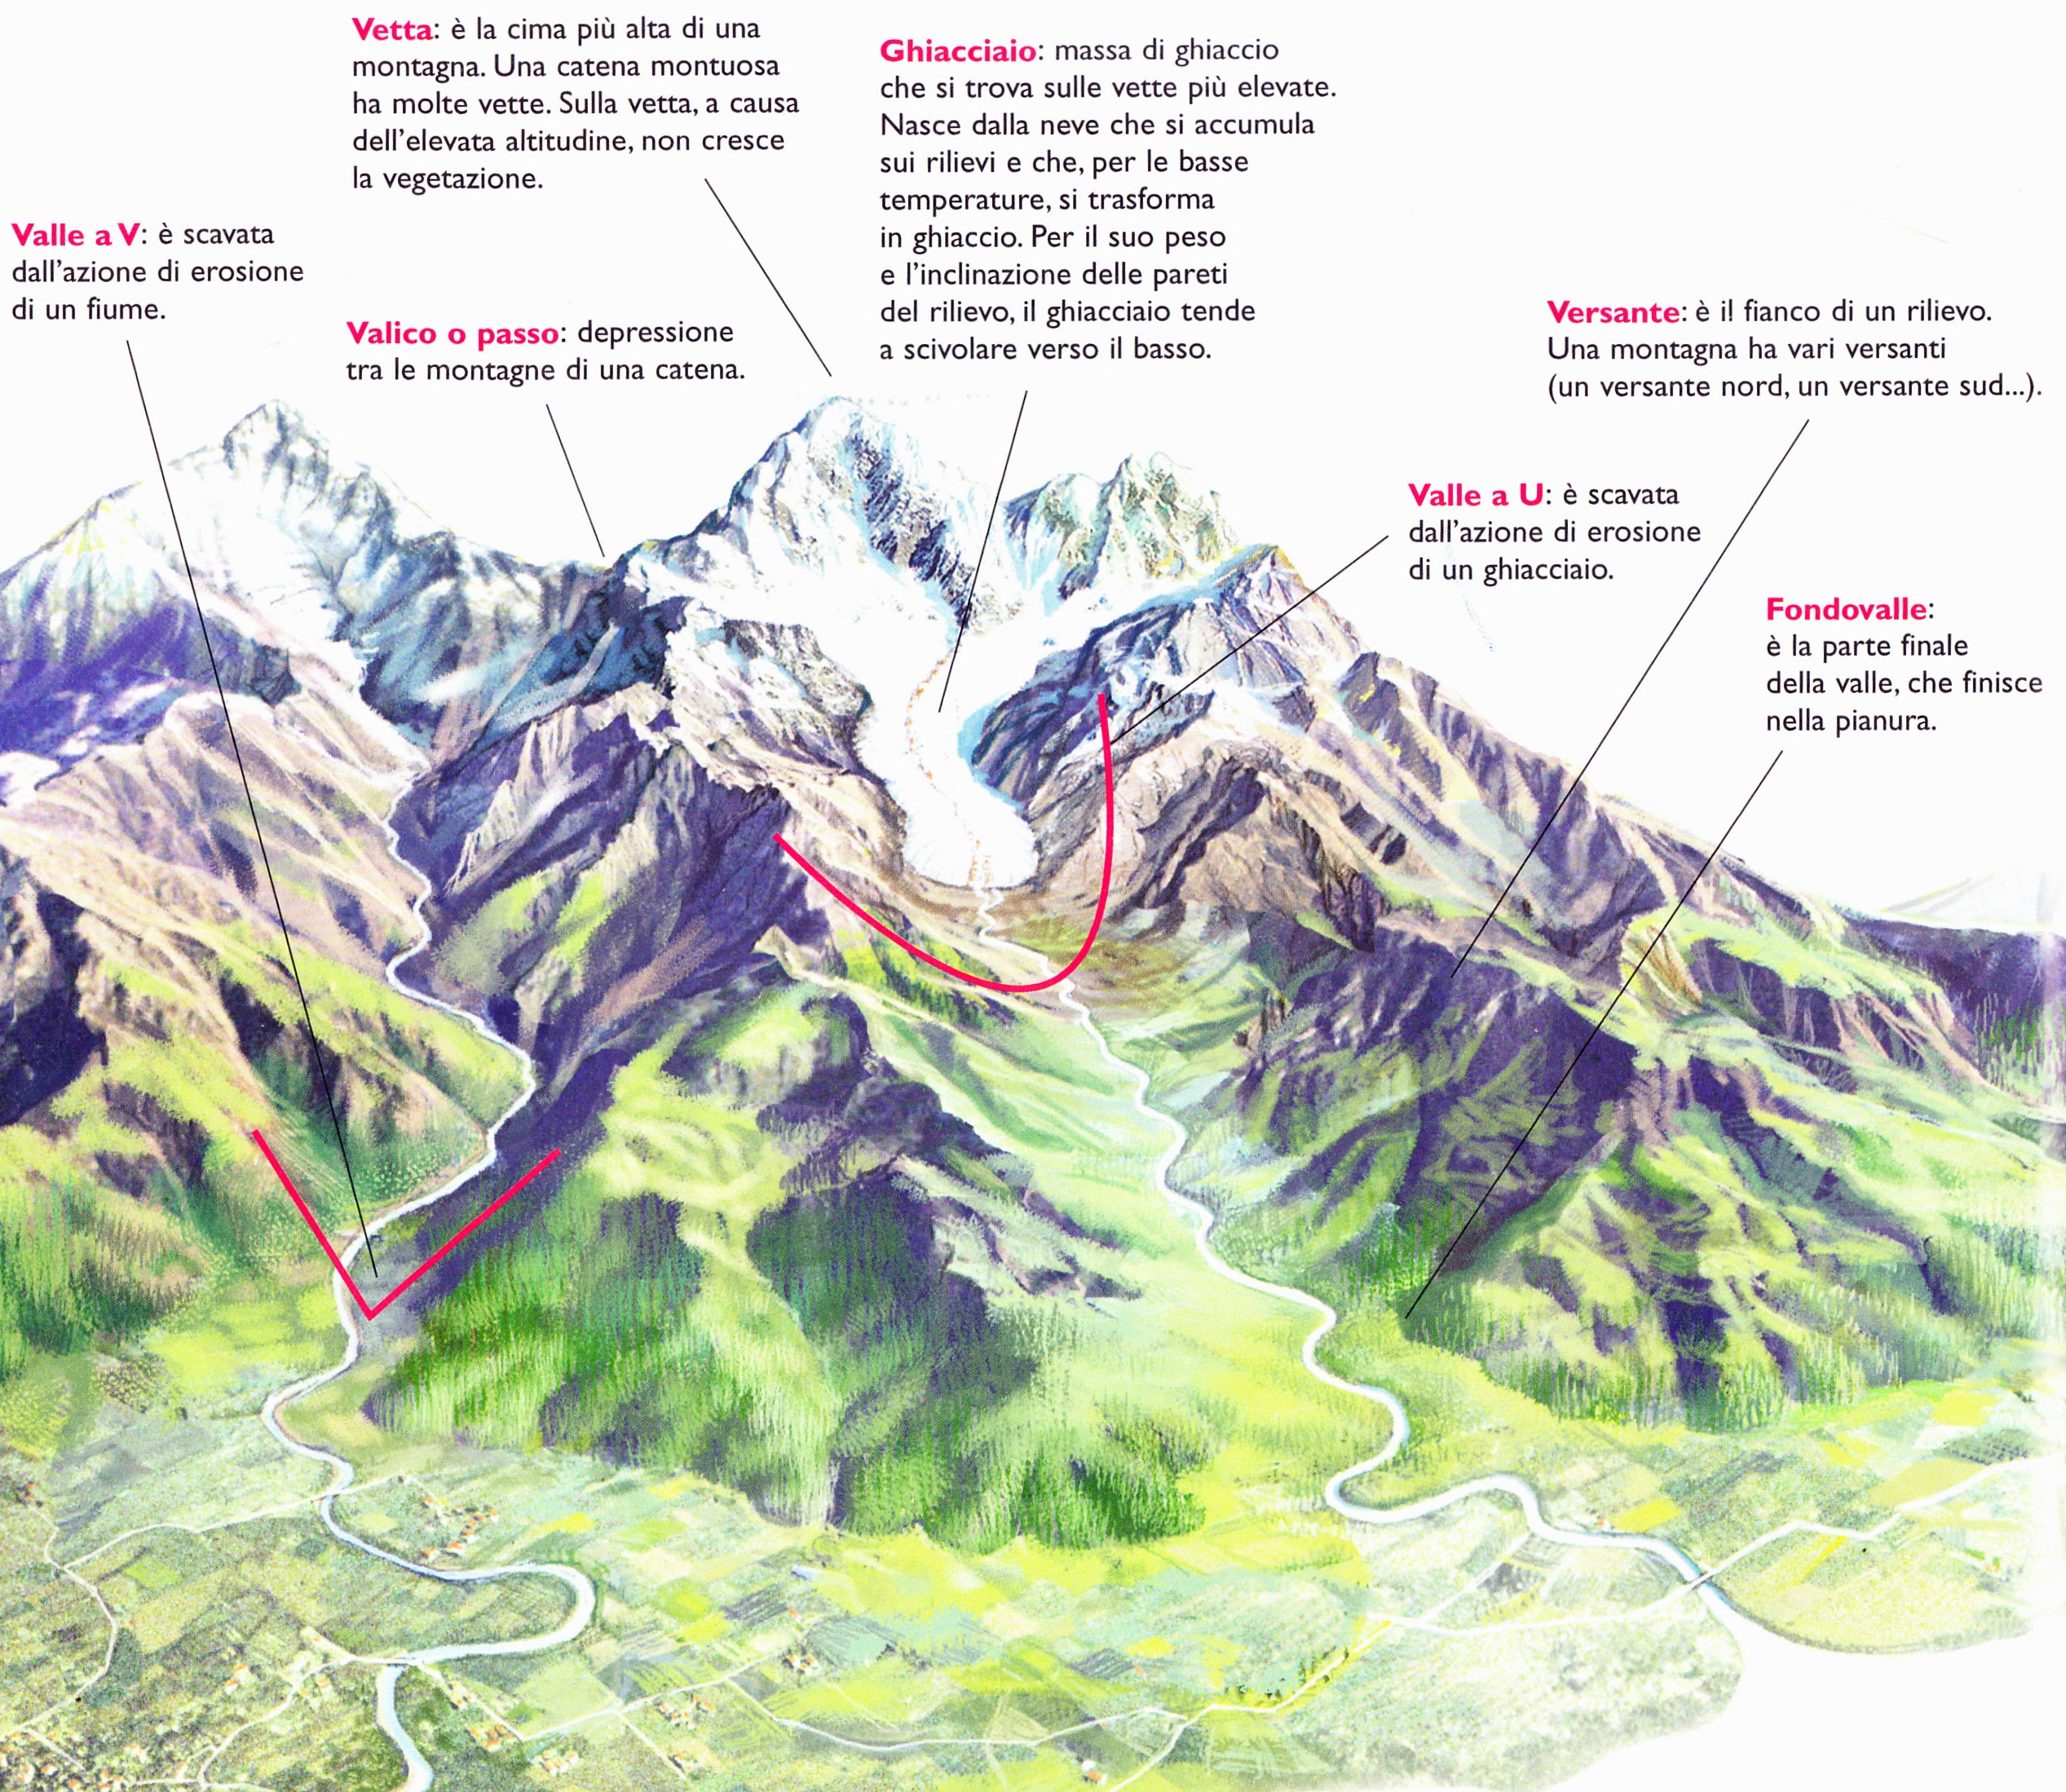 Vetta: è la cima più alta di una
montagna. Una catena montuosa
ha molte vette. Sulla vetta, a causa
dell'elevata altitudine, non cresce
la vegetazione.
Ghiacciaio: massa di ghiaccio
che si trova sulle vette più elevate.
Nasce dalla neve che si accumula
sui rilievi e che, per le basse
temperature, si trasforma
in ghiaccio. Per il suo peso
e l'inclinazione delle pareti
del rilievo, il ghiacciaio tende
a scivolare verso il basso.
Valle a V: è scavata
dall'azione di erosione
di un fiume.
Valico o passo: depressione
tra le montagne di una catena.
Versante: è il fianco di un rilievo.
Una montagna ha vari versanti
(un versante nord, un versante sud...).
Valle a U: è scavata
dall'azione di erosione
di un ghiacciaio.
Fondovalle:
è la parte finale
della valle, che finisce
nella pianura.